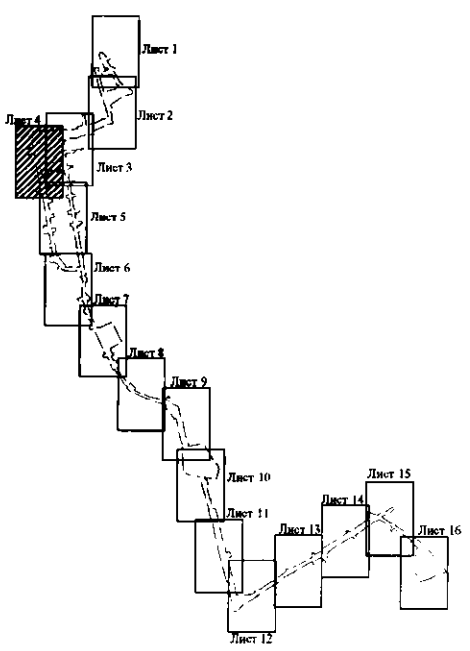 Лист 1
Лист 2
Лист 4
Лист 3
Лист 5
Лист 6
Лист 7
Лист 8
Лист 9
Лист 10
Лист 11
Лист 12
Лист 13
Лист 14
Лист 15
Лист 16